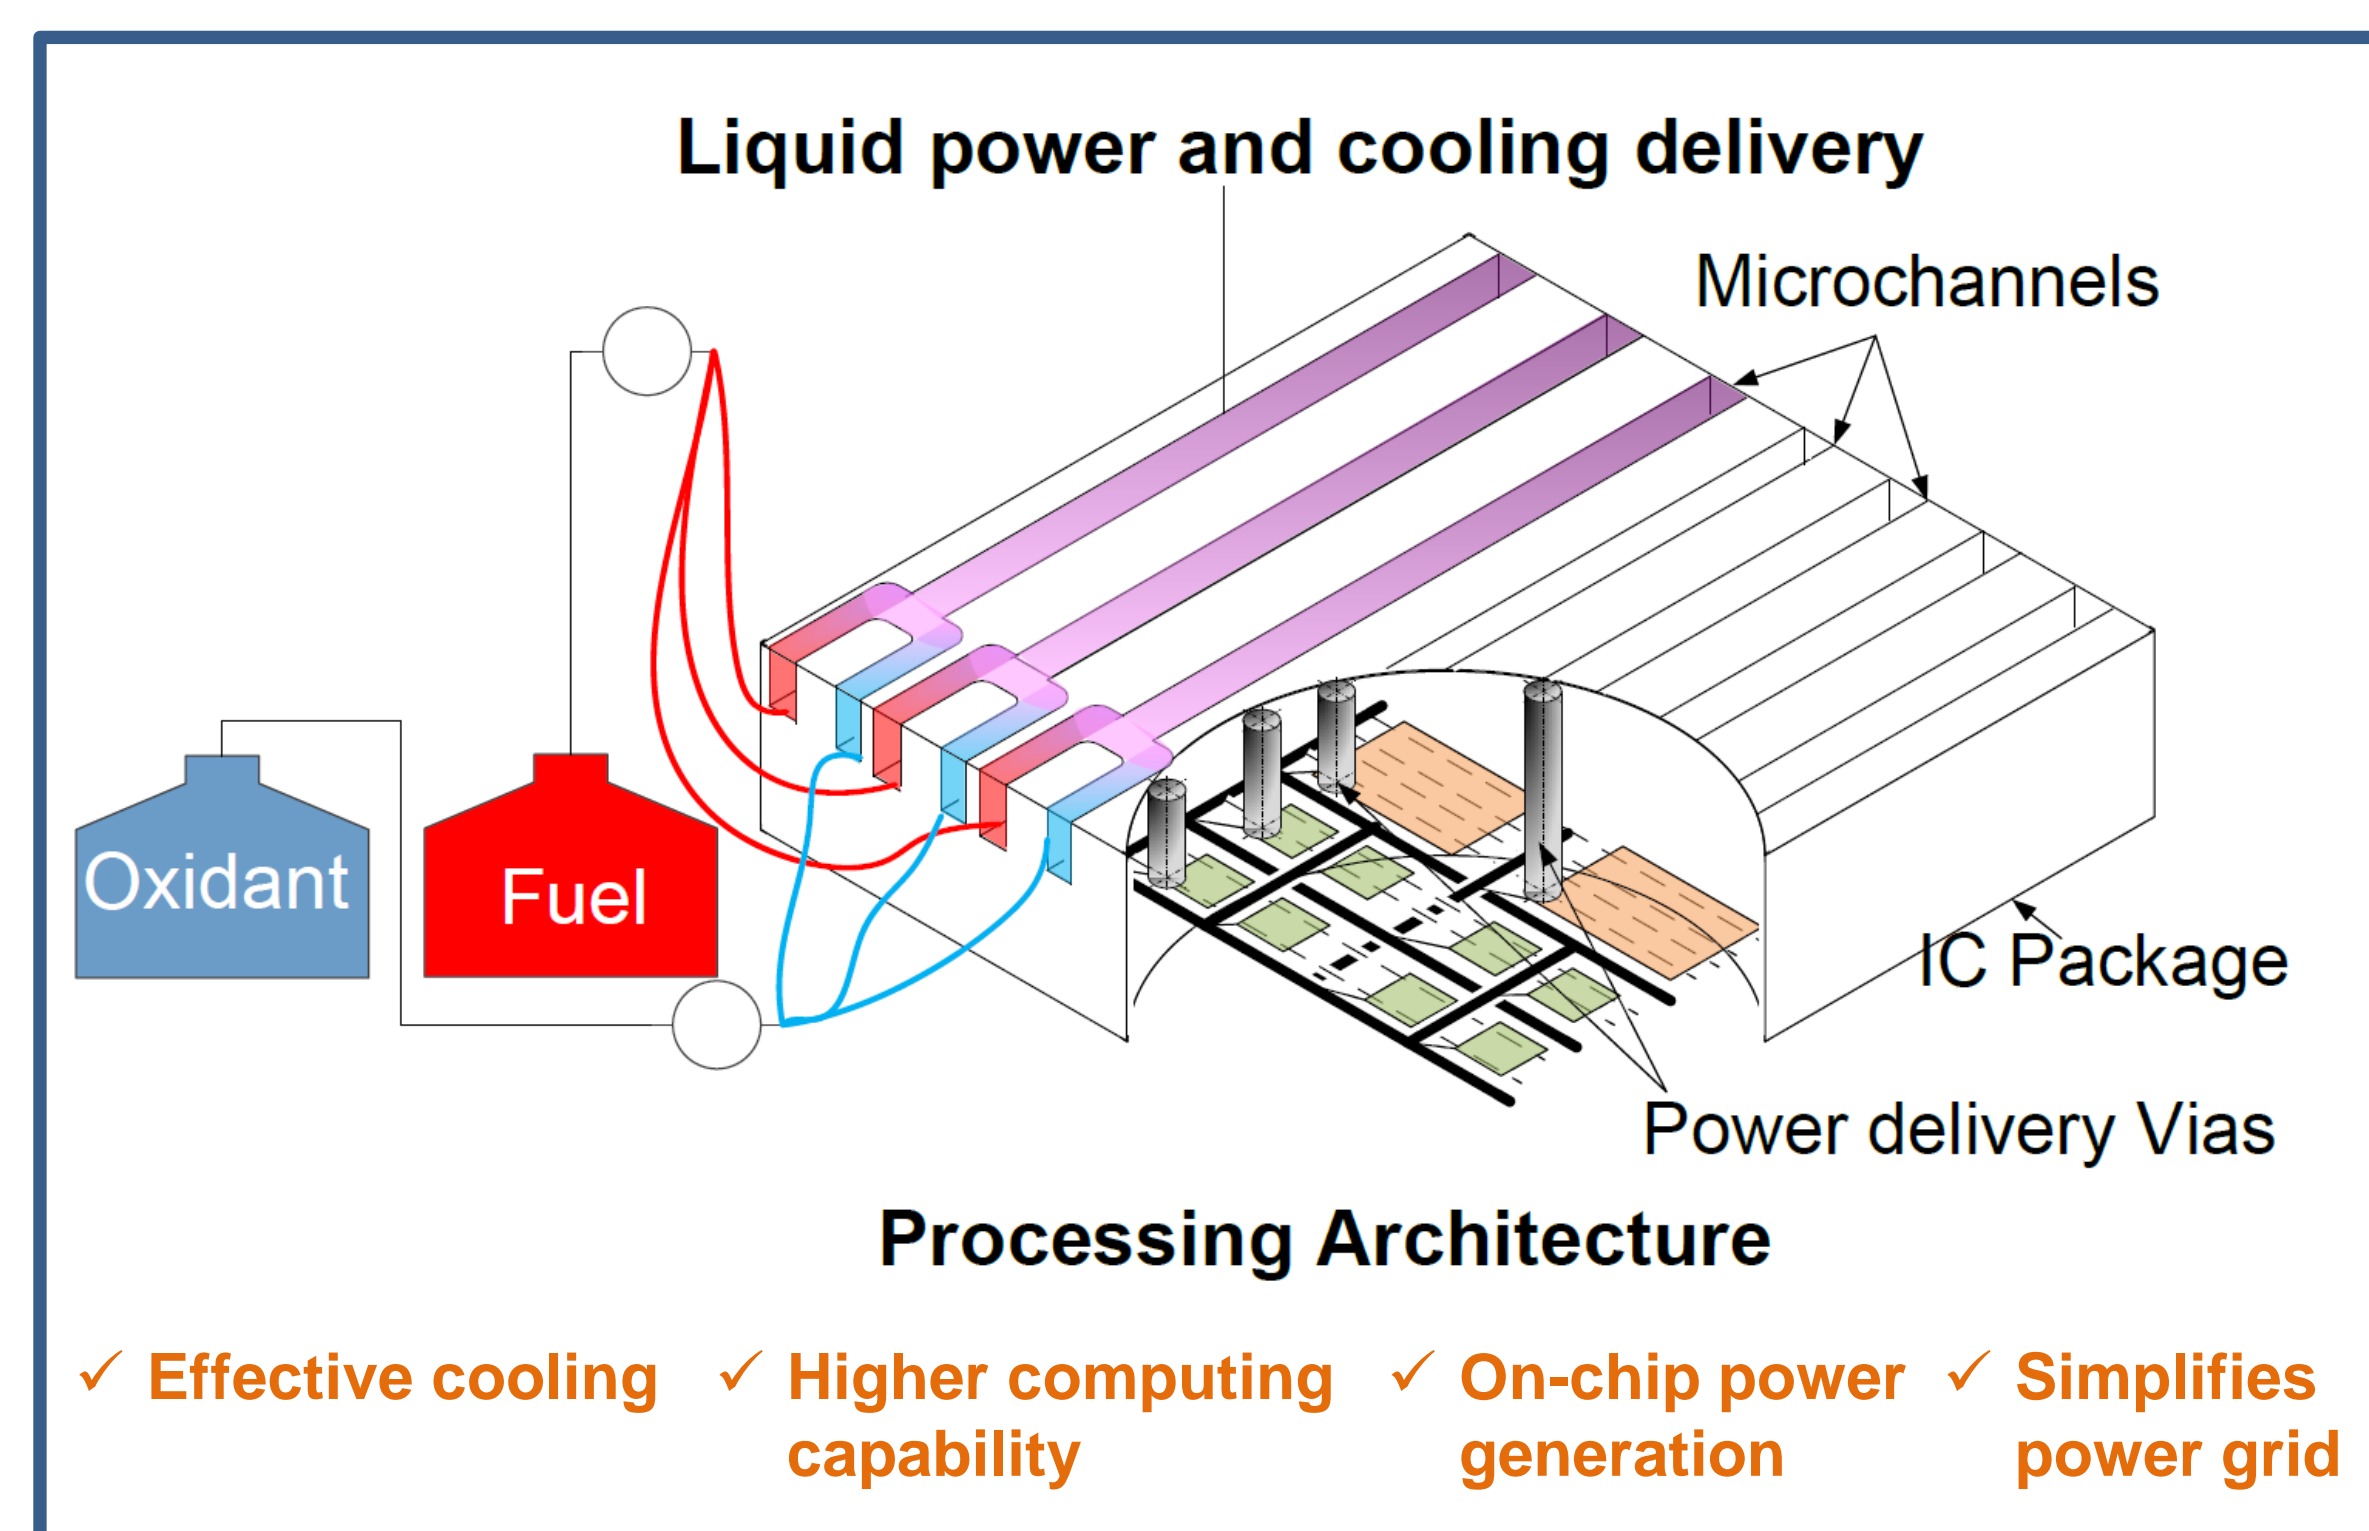 Liquid power and cooling delivery
Microchannels
Oxidant
Fuel
IC Package
Power delivery Vias
Processing Architecture
✓ Effective cooling
✓ Higher computing
capability
✓ On-chip power
generation
✓ Simplifies
power grid